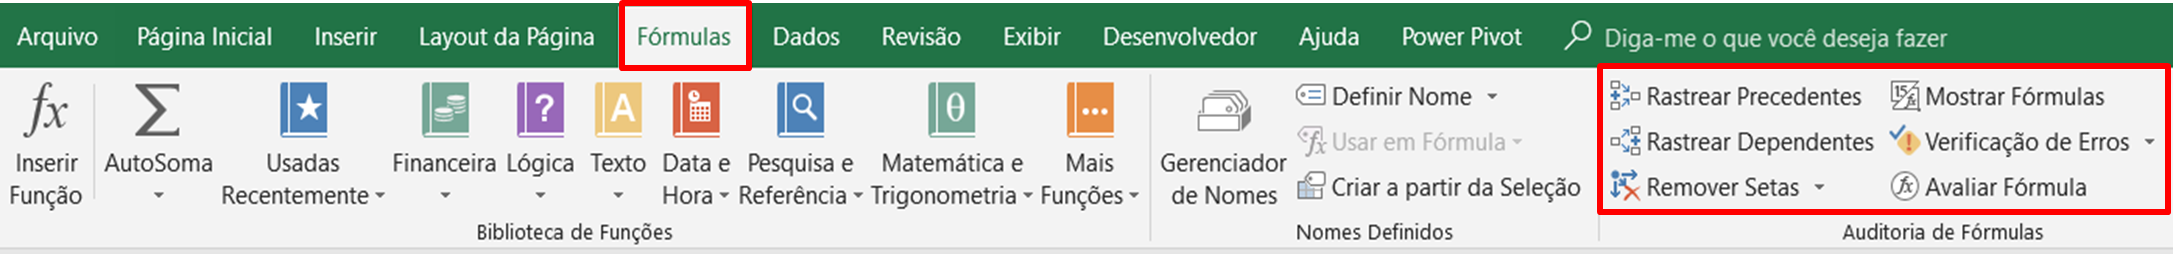 Arquivo Página Inicial Inserir Layout da Página Fórmulas Dados Revisão Exibir Desenvolvedor Ajuda Power Pivot Diga-me o que você deseja fazer
fx
Inserir
Função
AutoSoma
Usadas
Recentemente
Financeira
Lógica
Texto
Data e
Hora
Pesquisa e
Referência
Matemática e
Trigonometria
Mais
Funções
Biblioteca de Funções
Gerenciador
de Nomes
Definir Nome
Usar em Fórmula
Criar a partir da Seleção
Nomes Definidos
Rastrear Precedentes
Rastrear Dependentes
Remover Setas
Mostrar Fórmulas
Verificação de Erros
Avaliar Fórmula
Auditoria de Fórmulas